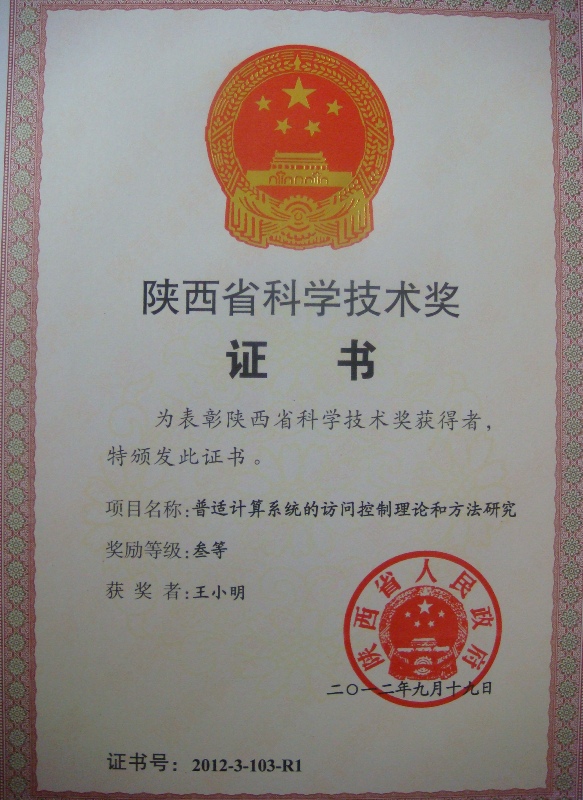 陕西省科学技术奖
证 书
为表彰陕西省科学技术奖获得者，
特颁发此证书。
项目名称:普适计算系统的访问控制理论和方法研究
奖励等级:叁等
获 奖 者:王小明
陕西省人民政府
二〇一二年九月十九日
证书号：2012-3-103-R1